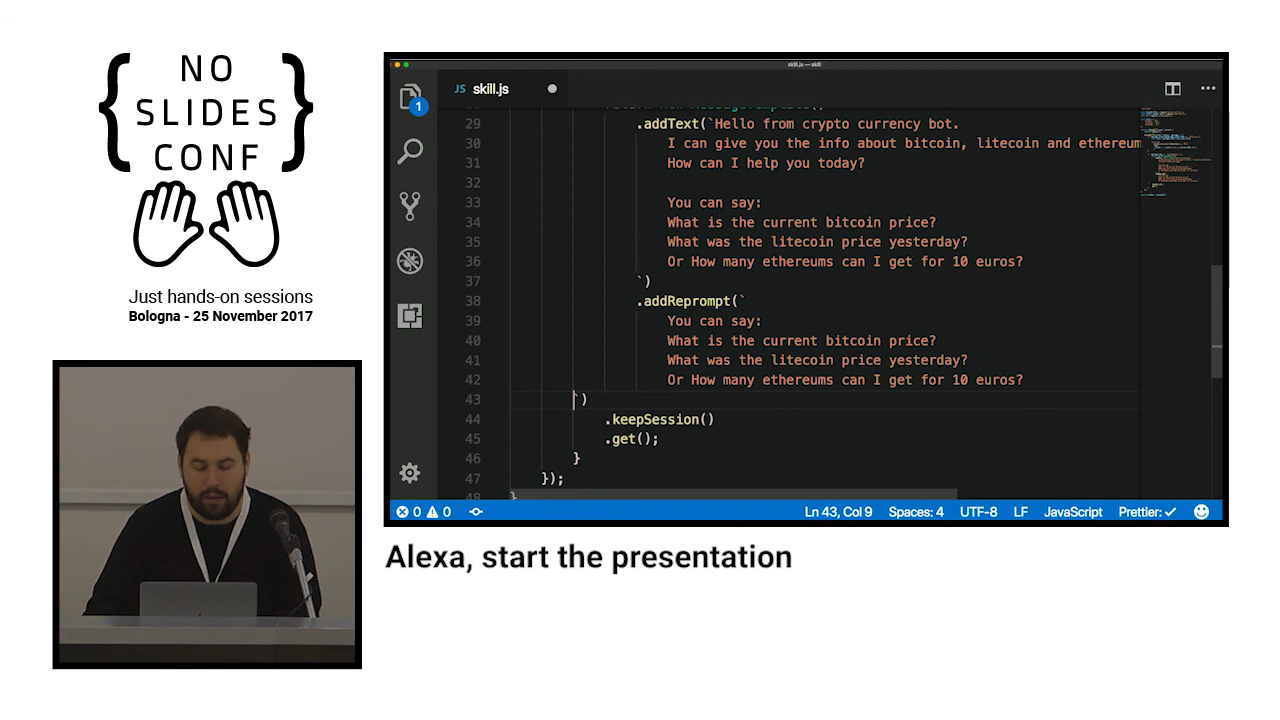 NO
SLIDES
CONF
Just hands-on sessions
Bologna - 25 November 2017
skill.js — skill
JS skill.js
1
29 .addText(`Hello from crypto currency bot.
30 I can give you the info about bitcoin, litecoin and ethereum
31 How can I help you today?
32
33 You can say:
34 What is the current bitcoin price?
35 What was the litecoin price yesterday?
36 Or How many ethereums can I get for 10 euros?
37 `)
38 .addReprompt(`
39 You can say:
40 What is the current bitcoin price?
41 What was the litecoin price yesterday?
42 Or How many ethereums can I get for 10 euros?
43 `)
44 .keepSession()
45 .get();
46 }
47 });
48 }
0 0 Ln 43, Col 9 Spaces: 4 UTF-8 LF JavaScript Prettier: ✓
Alexa, start the presentation